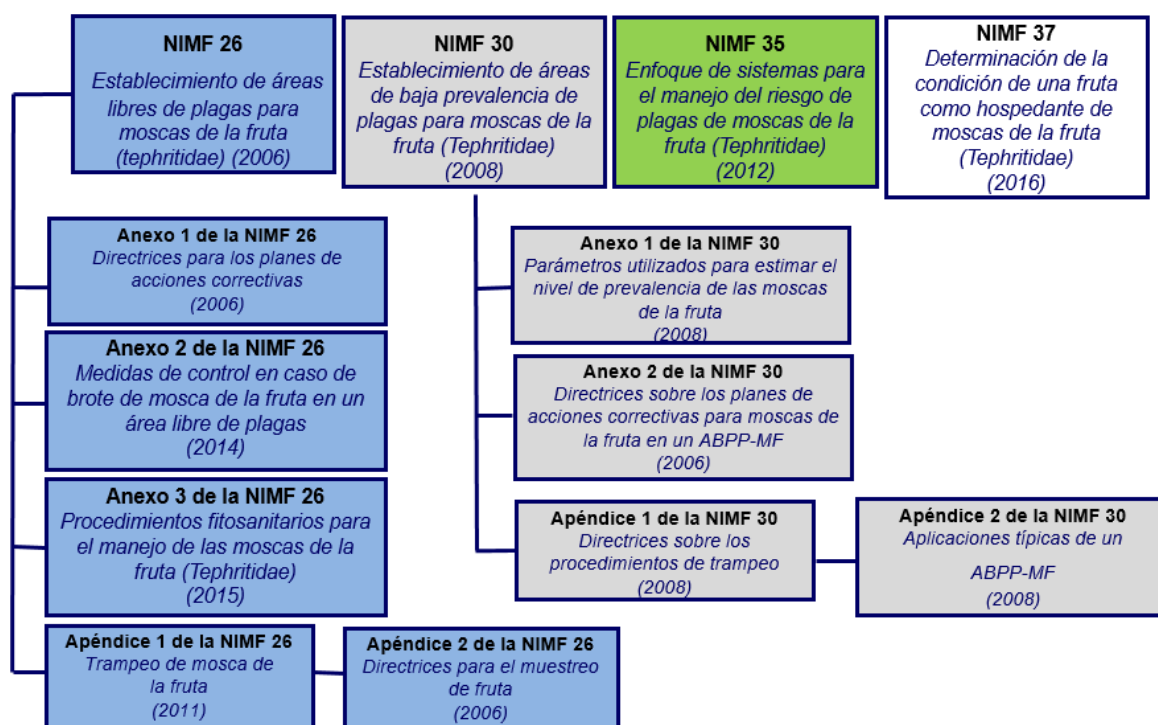 NIMF 26
Establecimiento de áreas
libres de plagas para
moscas de la fruta
(tephritidae) (2006)
NIMF 30
Establecimiento de áreas
de baja prevalencia de
plagas para moscas de la
fruta (Tephritidae)
(2008)
NIMF 35
Enfoque de sistemas para
el manejo del riesgo de
plagas de moscas de la
fruta (Tephritidae)
(2012)
NIMF 37
Determinación de la
condición de una fruta
como hospedante de
moscas de la fruta
(Tephritidae)
(2016)
Anexo 1 de la NIMF 26
Directrices para los planes de
acciones correctivas
(2006)
Anexo 2 de la NIMF 26
Medidas de control en caso de
brote de mosca de la fruta en un
área libre de plagas
(2014)
Anexo 3 de la NIMF 26
Procedimientos fitosanitarios para
el manejo de las moscas de la
fruta (Tephritidae)
(2015)
Apéndice 1 de la NIMF 26
Trampeo de mosca de
la fruta
(2011)
Apéndice 2 de la NIMF 26
Directrices para el muestreo
de fruta
(2006)
Anexo 1 de la NIMF 30
Parámetros utilizados para estimar el
nivel de prevalencia de las moscas
de la fruta
(2008)
Anexo 2 de la NIMF 30
Directrices sobre los planes de
acciones correctivas para moscas de
la fruta en un ABPP-MF
(2006)
Apéndice 1 de la NIMF 30
Directrices sobre los
procedimientos de trampeo
(2008)
Apéndice 2 de la NIMF 30
Aplicaciones típicas de un
ABPP-MF
(2008)